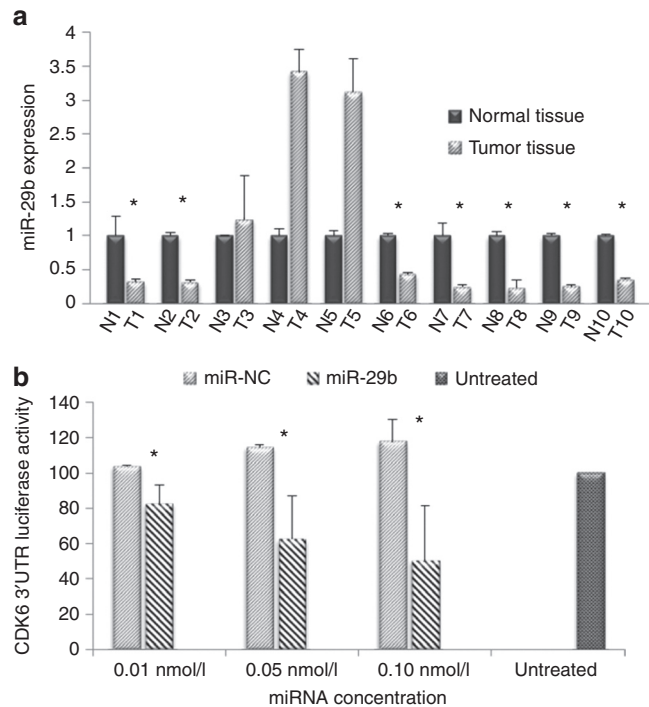 a
miR-29b expression
4
3.5
3
2.5
2
1.5
1
0.5
0
Normal tissue
Tumor tissue
* * * * * * *
N1 T1 N2 T2 N3 T3 N4 T4 N5 T5 N6 T6 N7 T7 N8 T8 N9 T9 N10 T10
b
miR-NC miR-29b Untreated
CDK6 3′UTR luciferase activity
140
120
100
80
60
40
20
0
* * *
0.01 nmol/l 0.05 nmol/l 0.10 nmol/l Untreated
miRNA concentration